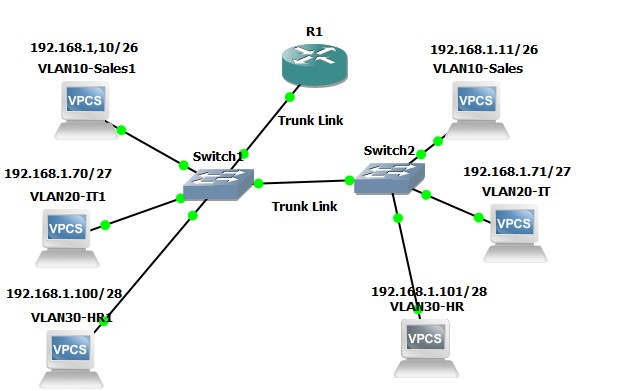 R1
192.168.1,10/26
VLAN10-Sales1
VPCS
192.168.1.11/26
VLAN10-Sales
VPCS
Trunk Link
Switch1
Switch2
192.168.1.70/27
VLAN20-IT1
VPCS
192.168.1.71/27
VLAN20-IT
VPCS
Trunk Link
192.168.1.100/28
VLAN30-HR1
VPCS
192.168.1.101/28
VLAN30-HR
VPCS